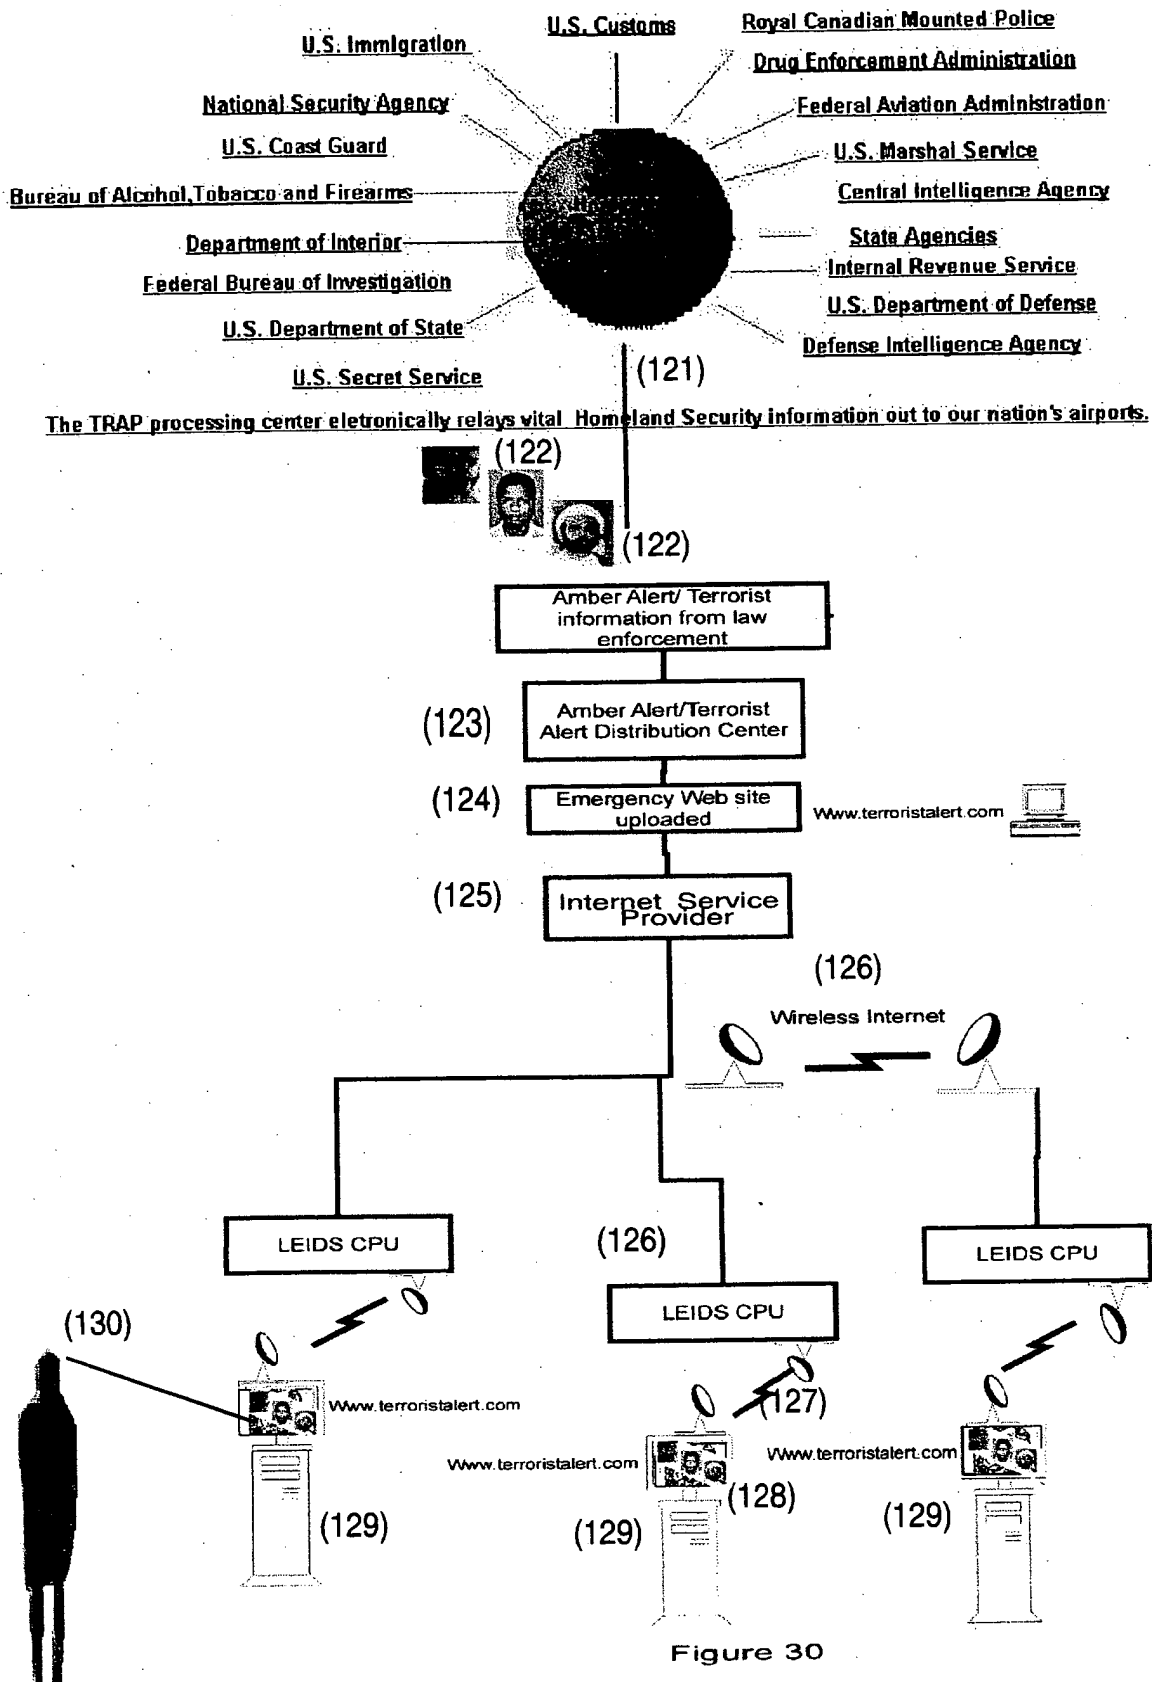 U.S. Customs
Royal Canadian Mounted Police
U.S. Immigration
Drug Enforcement Administration
National Security Agency
Federal Aviation Administration
U.S. Coast Guard
U.S. Marshal Service
Bureau of Alcohol,Tobacco and Firearms
Central Intelligence Agency
Department of Interior
State Agencies
Federal Bureau of Investigation
Internal Revenue Service
U.S. Department of State
U.S. Department of Defense
Defense Intelligence Agency
U.S. Secret Service
(121)
The TRAP processing center eletronically relays vital Homeland Security information out to our nation's airports.
(122)
(122)
Amber Alert/ Terrorist
information from law
enforcement
(123)
Amber Alert/Terrorist
Alert Distribution Center
(124)
Emergency Web site
uploaded
Www.terroristalert.com
(125)
Internet Service
Provider
(126)
Wireless Internet
LEIDS CPU
(126)
LEIDS CPU
LEIDS CPU
(130)
(127)
Www.terroristalert.com
Www.terroristalert.com
Www.terroristalert.com
(128)
(129)
(129)
(129)
Figure 30